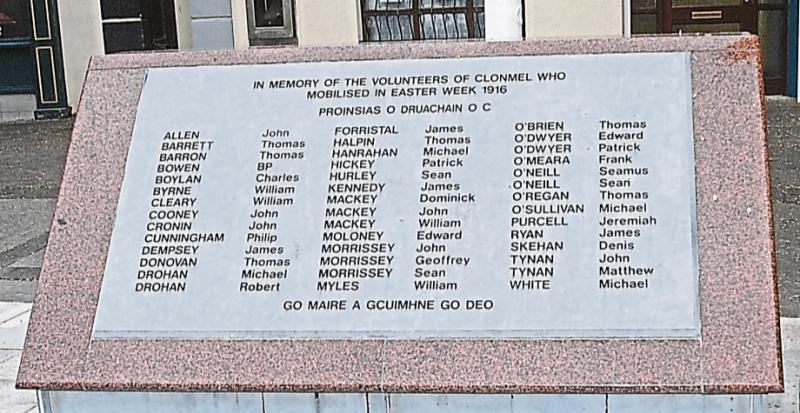 IN MEMORY OF THE VOLUNTEERS OF CLONMEL WHO
MOBILISED IN EASTER WEEK 1916
PROINSIAS O DRUACHAIN O C
ALLEN John
BARRETT Thomas
BARRON Thomas
BOWEN BP
BOYLAN Charles
BYRNE William
CLEARY William
COONEY John
CRONIN John
CUNNINGHAM Philip
DEMPSEY James
DONOVAN Thomas
DROHAN Michael
DROHAN Robert
FORRISTAL James
HALPIN Thomas
HANRAHAN Michael
HICKEY Patrick
HURLEY Sean
KENNEDY James
MACKEY Dominick
MACKEY John
MACKEY William
MOLONEY Edward
MORRISSEY John
MORRISSEY Geoffrey
MORRISSEY Sean
MYLES William
O'BRIEN Thomas
O'DWYER Edward
O'DWYER Patrick
O'MEARA Frank
O'NEILL Seamus
O'NEILL Sean
O'REGAN Thomas
O'SULLIVAN Michael
PURCELL Jeremiah
RYAN James
SKEHAN Denis
TYNAN John
TYNAN Matthew
WHITE Michael
GO MAIRE A GCUIMHNE GO DEO